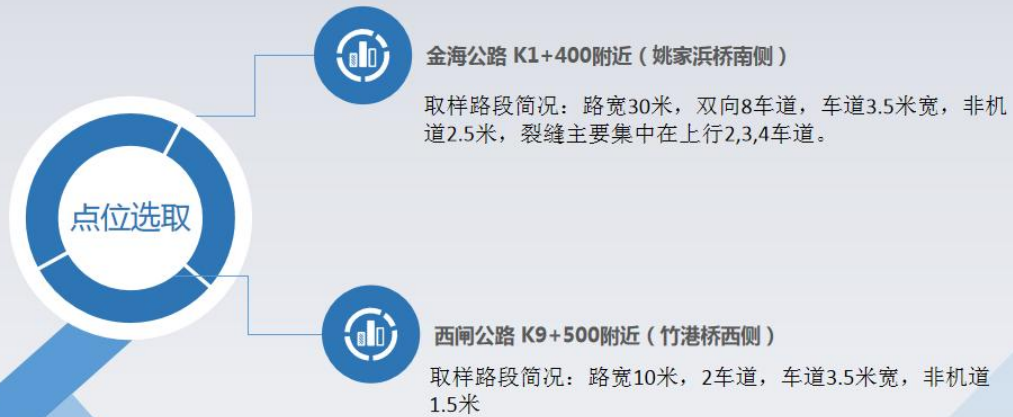 金海公路 K1+400附近（姚家浜桥南侧）
取样路段简况：路宽30米，双向8车道，车道3.5米宽，非机
道2.5米，裂缝主要集中在上行2,3,4车道。
点位选取
西闸公路 K9+500附近（竹港桥西侧）
取样路段简况：路宽10米，2车道，车道3.5米宽，非机道
1.5米